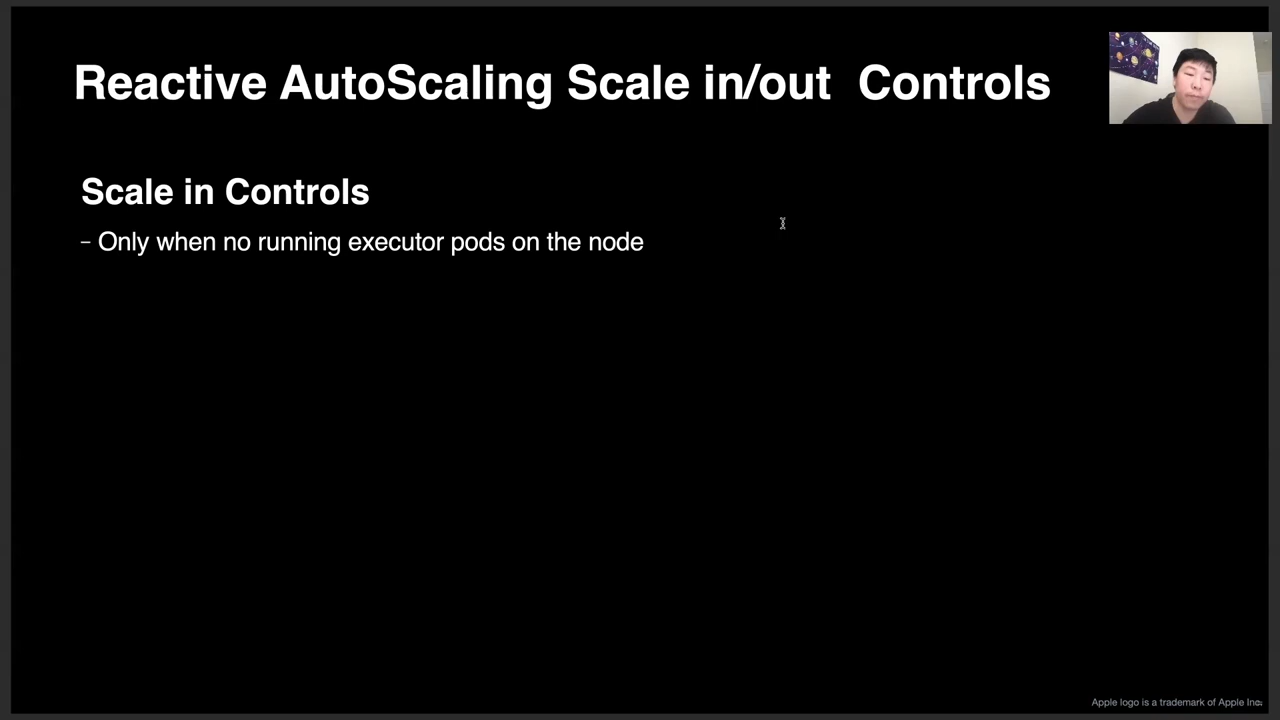 Reactive AutoScaling Scale in/out Controls
Scale in Controls
- Only when no running executor pods on the node
Apple logo is a trademark of Apple Inc.